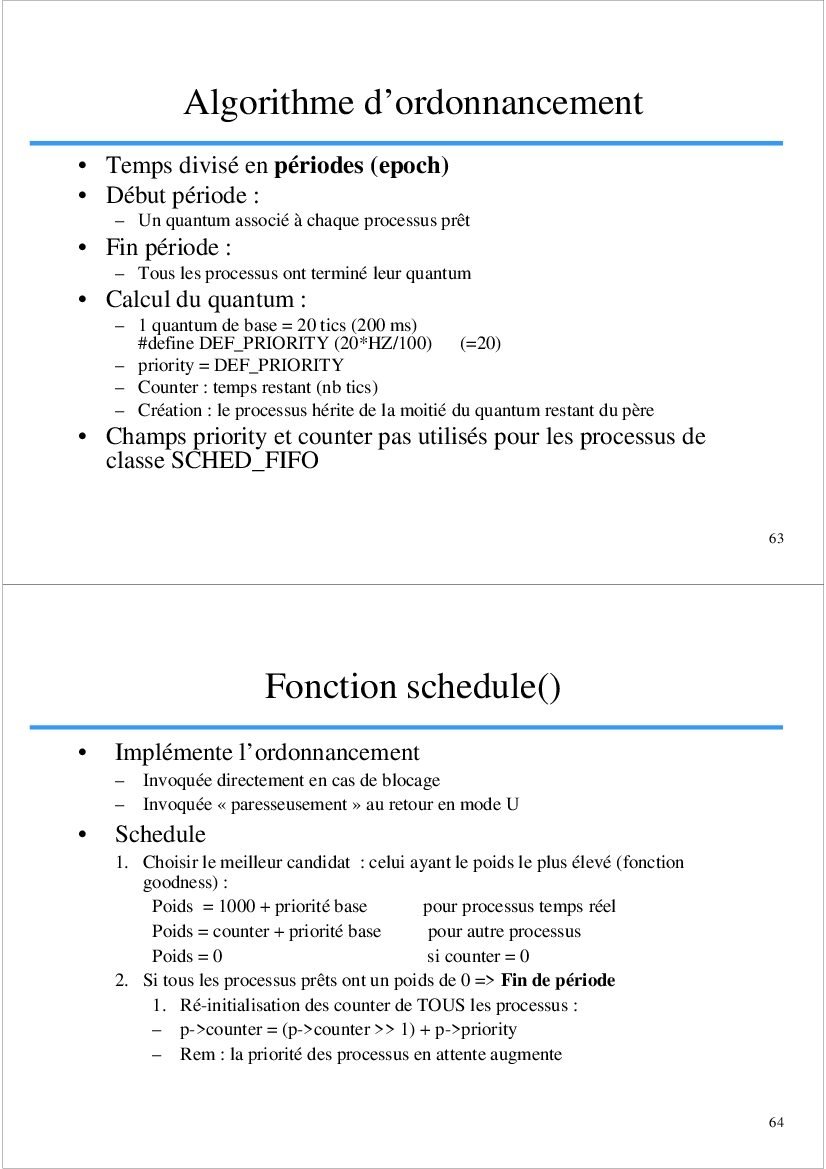 Algorithme d’ordonnancement
• Temps divisé en périodes (epoch)
• Début période :
– Un quantum associé à chaque processus prêt
• Fin période :
– Tous les processus ont terminé leur quantum
• Calcul du quantum :
– 1 quantum de base = 20 tics (200 ms)
#define DEF_PRIORITY (20*HZ/100) (=20)
– priority = DEF_PRIORITY
– Counter : temps restant (nb tics)
– Création : le processus hérite de la moitié du quantum restant du père
• Champs priority et counter pas utilisés pour les processus de
classe SCHED_FIFO
63
Fonction schedule()
• Implémente l’ordonnancement
– Invoquée directement en cas de blocage
– Invoquée « paresseusement » au retour en mode U
• Schedule
1. Choisir le meilleur candidat : celui ayant le poids le plus élevé (fonction
goodness) :
Poids = 1000 + priorité base pour processus temps réel
Poids = counter + priorité base pour autre processus
Poids = 0 si counter = 0
2. Si tous les processus prêts ont un poids de 0 => Fin de période
1. Ré-initialisation des counter de TOUS les processus :
– p->counter = (p->counter >> 1) + p->priority
– Rem : la priorité des processus en attente augmente
64